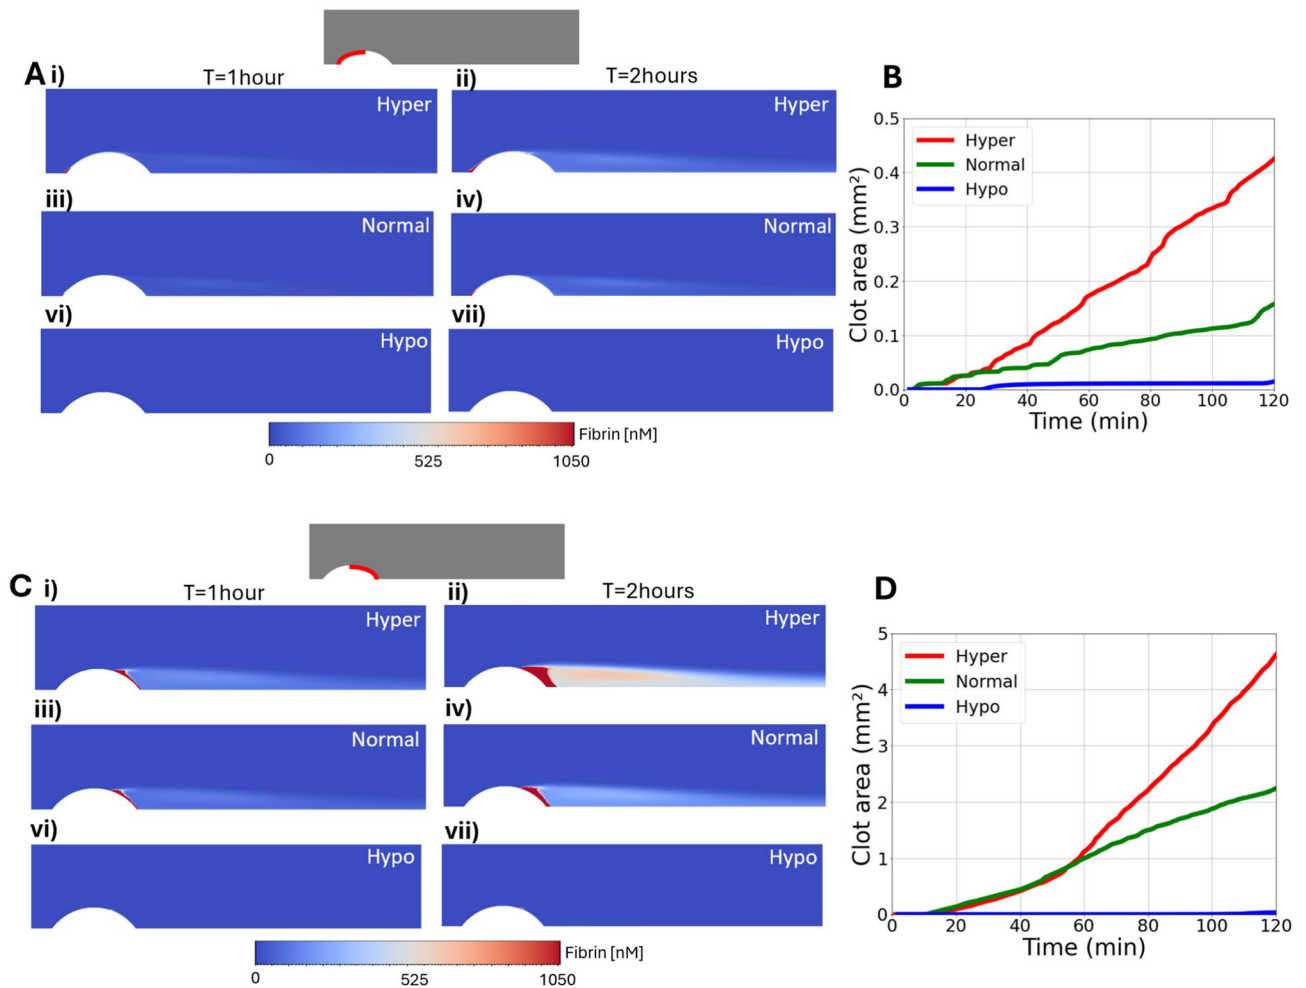 A i) T=1hour ii) T=2hours
Hyper Hyper
iii) iv)
Normal Normal
vi) vii)
Hypo Hypo
Fibrin [nM]
0 525 1050
B
0.5
0.4
0.3
0.2
0.1
0.0
Clot area (mm²)
Hyper
Normal
Hypo
0 20 40 60 80 100 120
Time (min)
C i) T=1hour ii) T=2hours
Hyper Hyper
iii) iv)
Normal Normal
vi) vii)
Hypo Hypo
Fibrin [nM]
0 525 1050
D
5
4
3
2
1
0
Clot area (mm²)
Hyper
Normal
Hypo
0 20 40 60 80 100 120
Time (min)